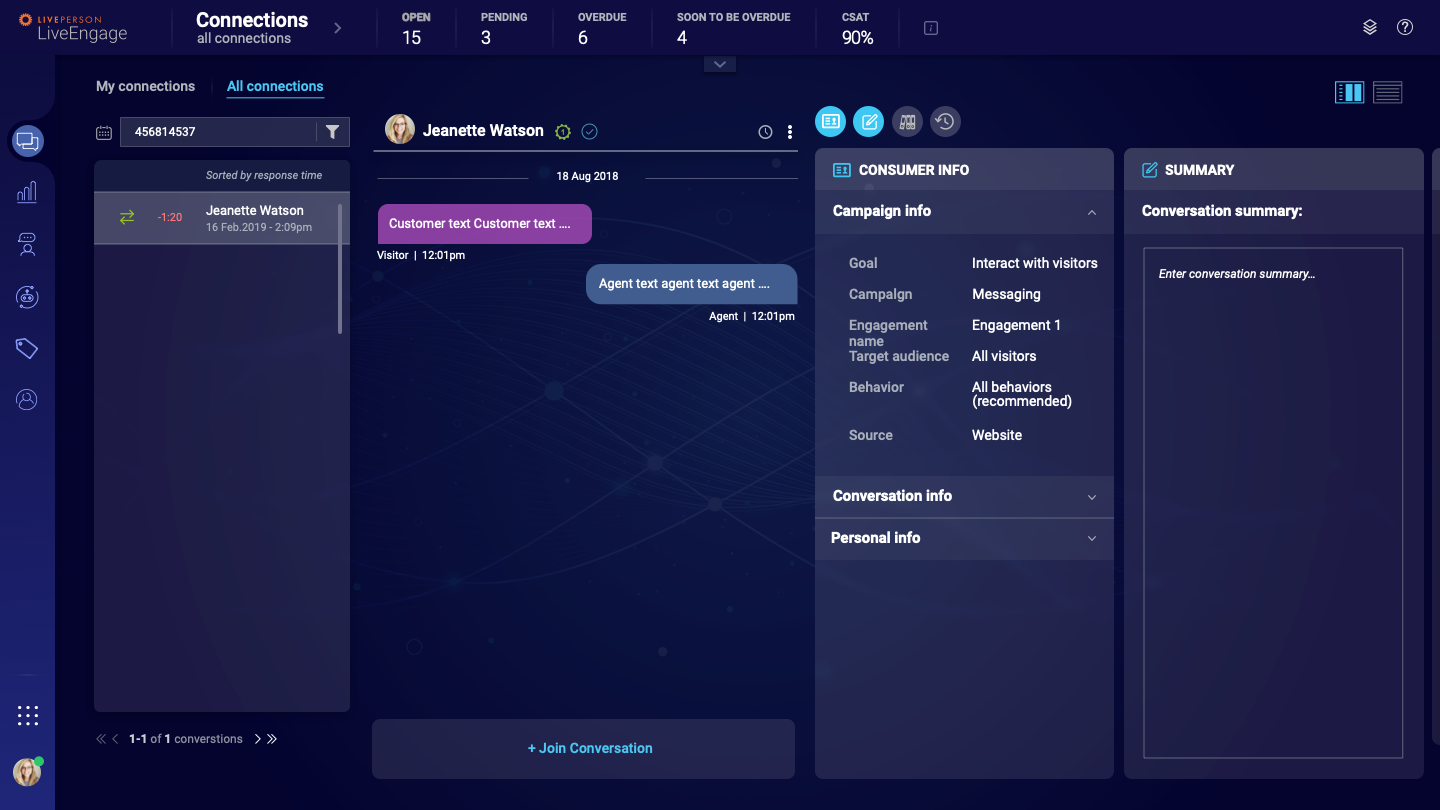 LIVEPERSON
LiveEngage
Connections
all connections
OPEN
15
PENDING
3
OVERDUE
6
SOON TO BE OVERDUE
4
CSAT
90%
My connections
All connections
456814537
Sorted by response time
-1:20
Jeanette Watson
16 Feb.2019 - 2:09pm
1-1 of 1 converstions
Jeanette Watson
1
18 Aug 2018
Customer text Customer text ....
Visitor | 12:01pm
Agent text agent text agent ....
Agent | 12:01pm
+ Join Conversation
CONSUMER INFO
Campaign info
Goal
Interact with visitors
Campaign
Messaging
Engagement name
Engagement 1
Target audience
All visitors
Behavior
All behaviors
(recommended)
Source
Website
Conversation info
Personal info
SUMMARY
Conversation summary:
Enter conversation summary...